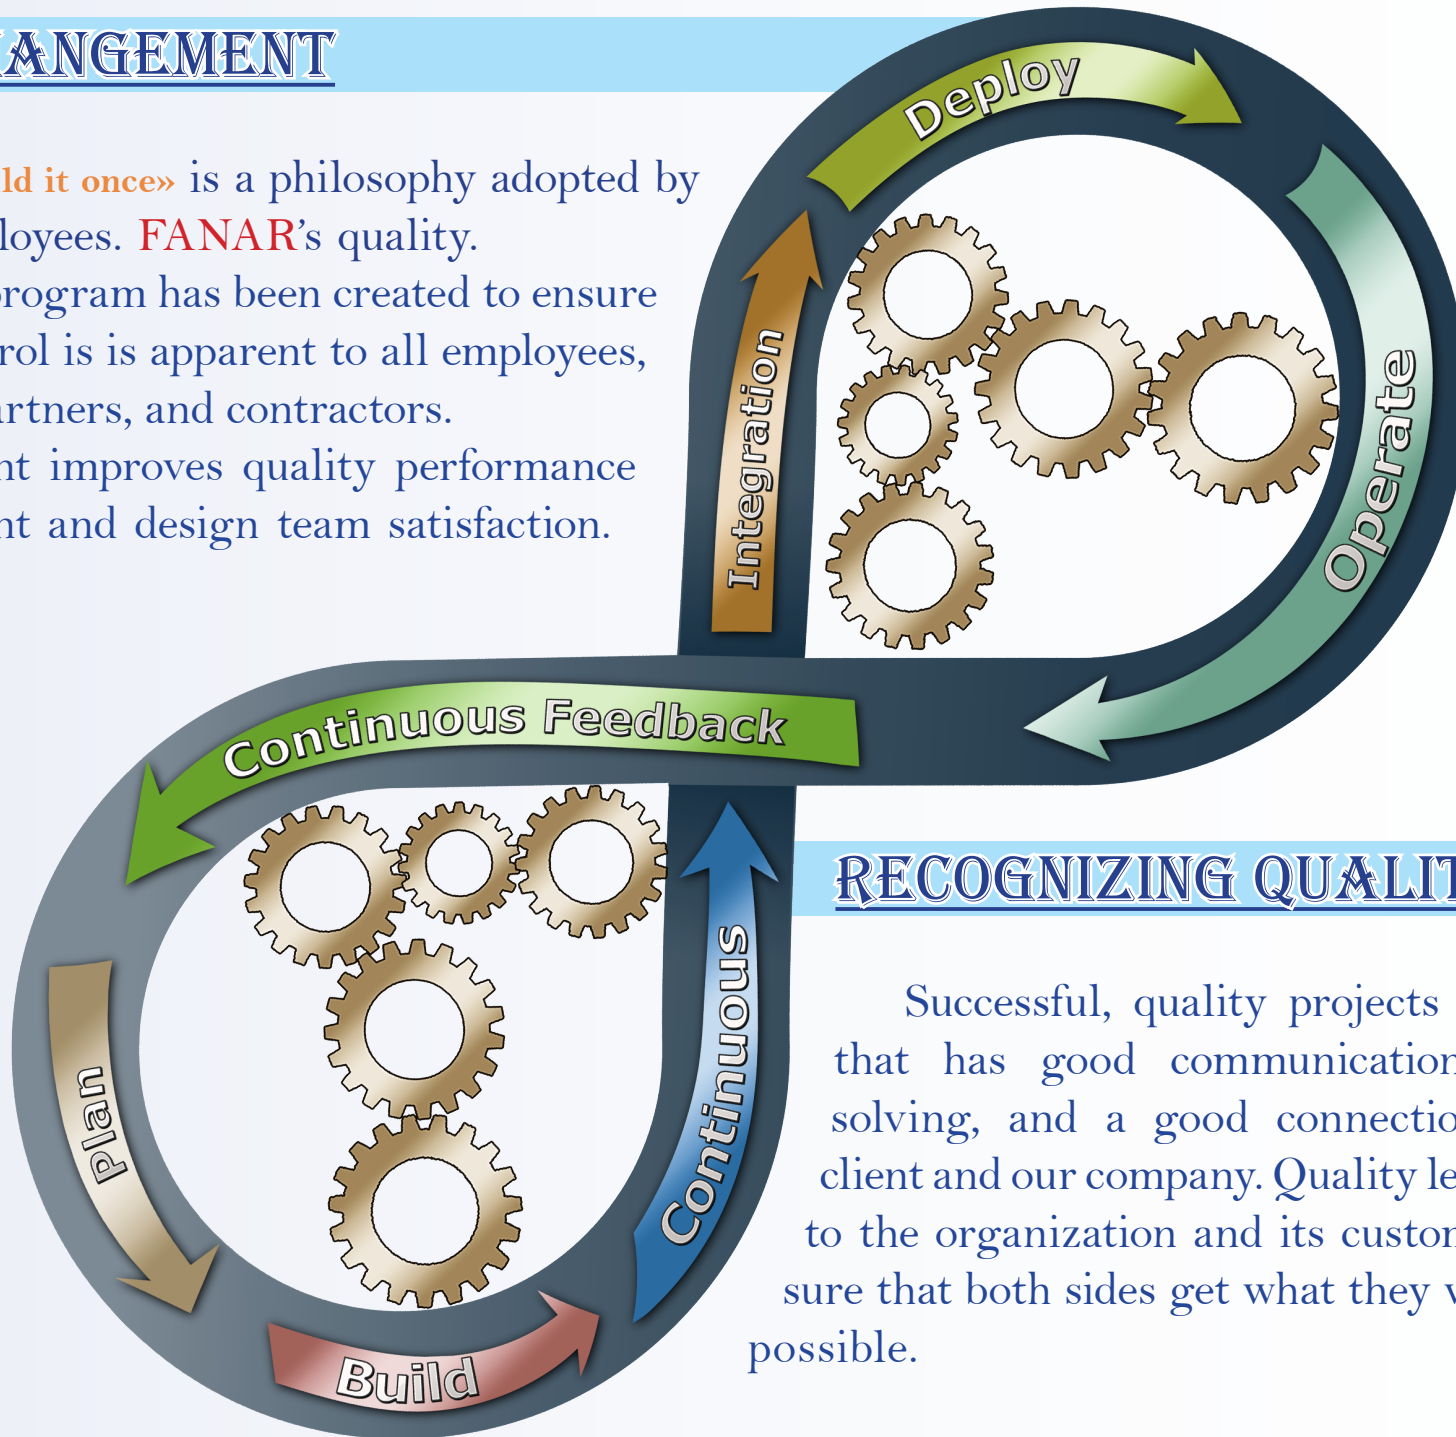 ANGEMENT
ld it once» is a philosophy adopted by
loyees. FANAR’s quality.
program has been created to ensure
rol is is apparent to all employees,
artners, and contractors.
nt improves quality performance
nt and design team satisfaction.
Deploy
Integration
Operate
Continuous Feedback
Plan
Build
Continuous
RECOGNIZING QUALIT
Successful, quality projects
that has good communication
solving, and a good connectio
client and our company. Quality le
to the organization and its custom
sure that both sides get what they w
possible.